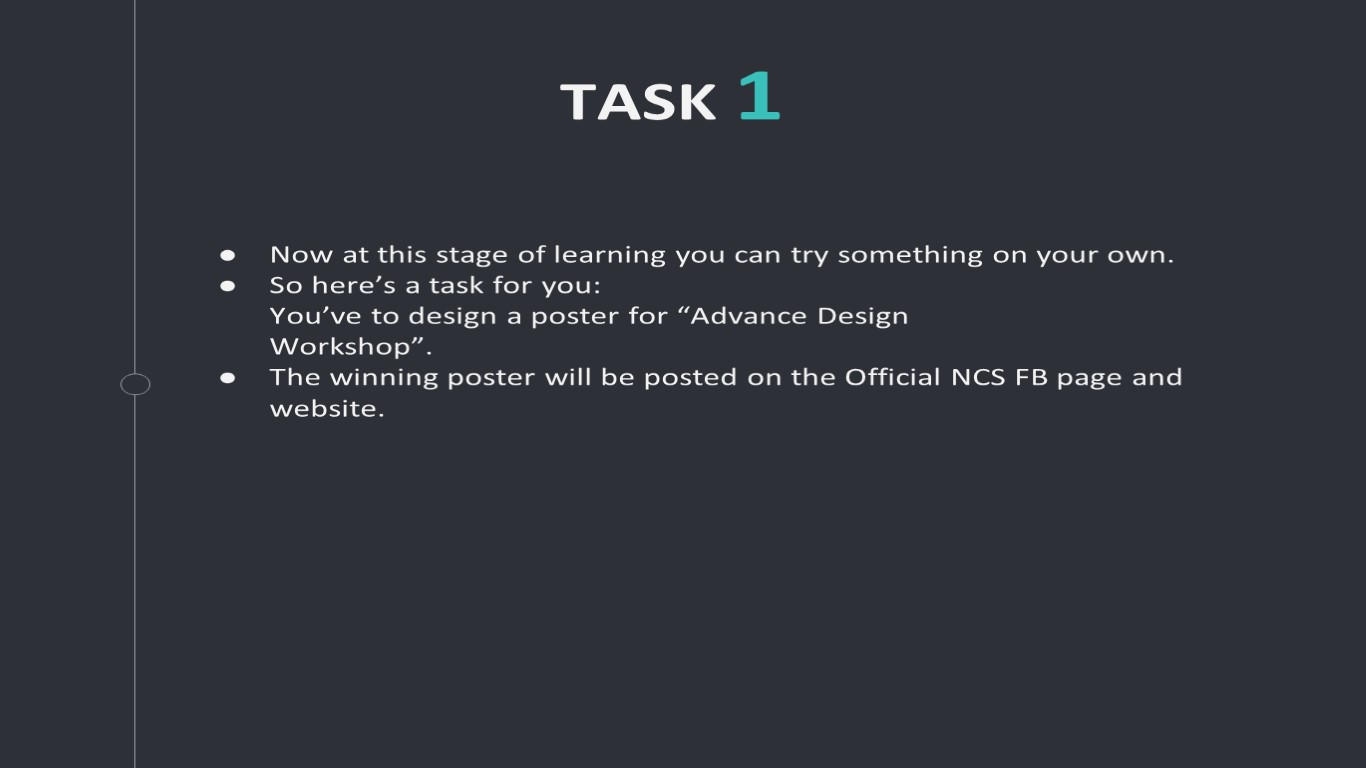 TASK 1
● Now at this stage of learning you can try something on your own.
● So here’s a task for you:
You’ve to design a poster for “Advance Design
Workshop”.
● The winning poster will be posted on the Official NCS FB page and
website.